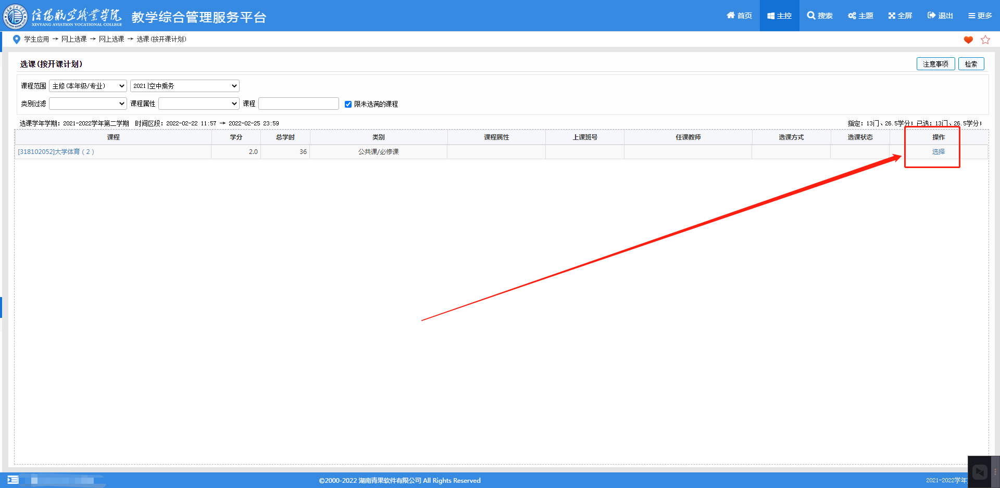 信阳航空职业学院
XINYANG AVIATION VOCATIONAL COLLEGE
教学综合管理服务平台
首页 主控 搜索 主题 全屏 退出 更多
学生应用 → 网上选课 → 网上选课 → 选课(按开课计划)
选课(按开课计划)
注意事项 检索
课程范围 主修(本年级/专业) 2021|空中乘务
类别过滤 课程属性 课程 限未选满的课程
选课学年学期：2021-2022学年第二学期 时间区段：2022-02-22 11:57 → 2022-02-25 23:59
指定：13门、26.5学分；已选：13门、26.5学分；
课程 学分 总学时 类别 课程属性 上课班号 任课教师 选课方式 选课状态 操作
[318102052]大学体育（2） 2.0 36 公共课/必修课 选择
©2000-2022 湖南青果软件有限公司 All Rights Reserved
2021-2022学年